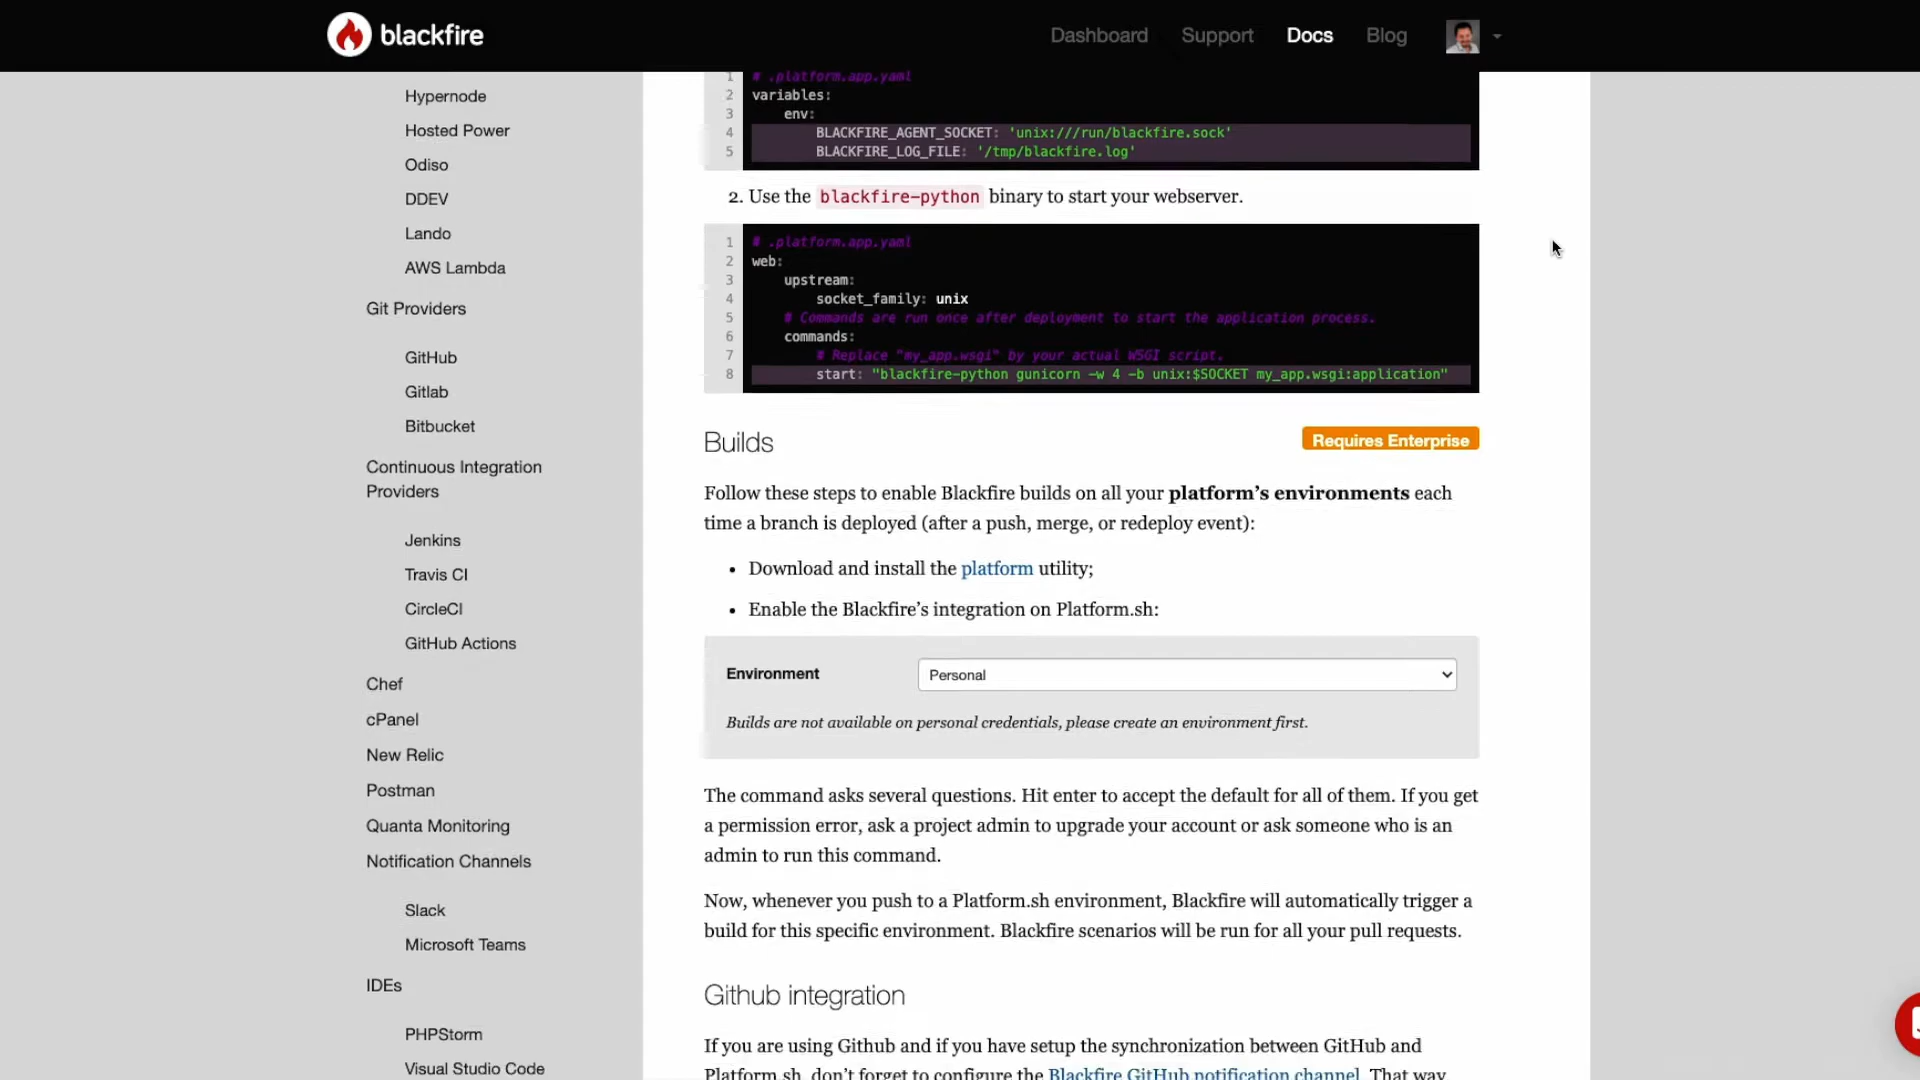 blackfire
Dashboard
Support
Docs
Blog
Hypernode
Hosted Power
Odiso
DDEV
Lando
AWS Lambda
Git Providers
GitHub
Gitlab
Bitbucket
Continuous Integration
Providers
Jenkins
Travis CI
CircleCI
GitHub Actions
Chef
cPanel
New Relic
Postman
Quanta Monitoring
Notification Channels
Slack
Microsoft Teams
IDEs
PHPStorm
Visual Studio Code
1 # .platform.app.yaml
2 variables:
3 env:
4 BLACKFIRE_AGENT_SOCKET: 'unix:///run/blackfire.sock'
5 BLACKFIRE_LOG_FILE: '/tmp/blackfire.log'
2. Use the blackfire-python binary to start your webserver.
1 # .platform.app.yaml
2 web:
3 upstream:
4 socket_family: unix
5 # Commands are run once after deployment to start the application process.
6 commands:
7 # Replace "my_app.wsgi" by your actual WSGI script.
8 start: "blackfire-python gunicorn -w 4 -b unix:$SOCKET my_app.wsgi:application"
Builds
Requires Enterprise
Follow these steps to enable Blackfire builds on all your platform's environments each
time a branch is deployed (after a push, merge, or redeploy event):
• Download and install the platform utility;
• Enable the Blackfire's integration on Platform.sh:
Environment
Personal
Builds are not available on personal credentials, please create an environment first.
The command asks several questions. Hit enter to accept the default for all of them. If you get
a permission error, ask a project admin to upgrade your account or ask someone who is an
admin to run this command.
Now, whenever you push to a Platform.sh environment, Blackfire will automatically trigger a
build for this specific environment. Blackfire scenarios will be run for all your pull requests.
Github integration
If you are using Github and if you have setup the synchronization between GitHub and
Platform.sh, don't forget to configure the Blackfire GitHub notification channel. That way